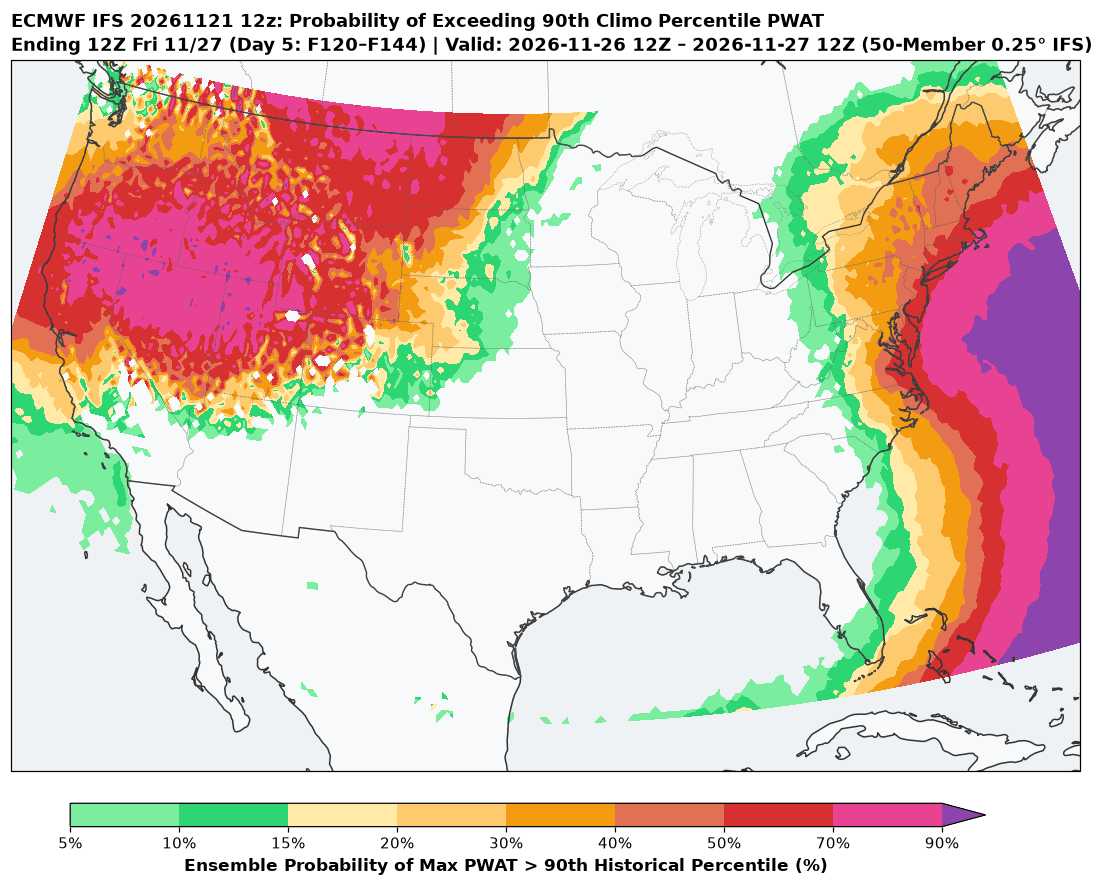 ECMWF IFS 20261121 12z: Probability of Exceeding 90th Climo Percentile PWAT
Ending 12Z Fri 11/27 (Day 5: F120–F144) | Valid: 2026-11-26 12Z – 2026-11-27 12Z (50-Member 0.25° IFS)
5% 10% 15% 20% 30% 40% 50% 70% 90%
Ensemble Probability of Max PWAT > 90th Historical Percentile (%)